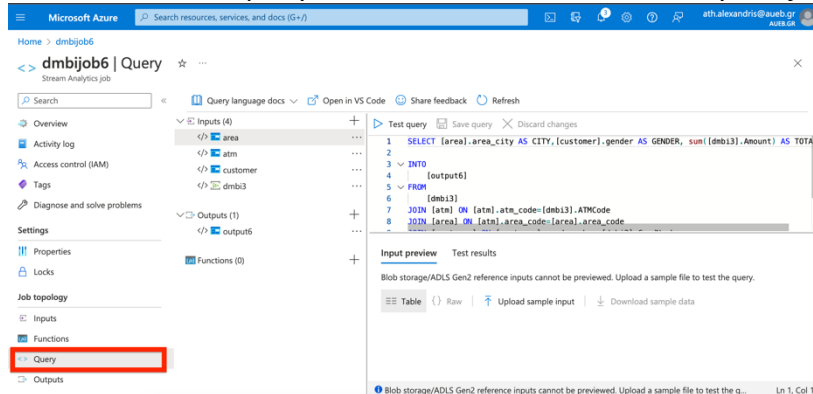 Microsoft Azure
Search resources, services, and docs (G+/)
3
ath.alexandris@aueb.gr
AUEB.GR
Home > dmbijob6
<> dmbijob6 | Query
Stream Analytics job
Search
Query language docs
Open in VS Code
Share feedback
Refresh
Overview
Activity log
Access control (IAM)
Tags
Diagnose and solve problems
Settings
Properties
Locks
Job topology
Inputs
Functions
Query
Outputs
Inputs (4)
area
atm
customer
dmbi3
Outputs (1)
output6
Functions (0)
Test query
Save query
Discard changes
1 SELECT [area].area_city AS CITY,[customer].gender AS GENDER, sum([dmbi3].Amount) AS TOTA
2
3 INTO
4 [output6]
5 FROM
6 [dmbi3]
7 JOIN [atm] ON [atm].atm_code=[dmbi3].ATMCode
8 JOIN [area] ON [atm].area_code=[area].area_code
Input preview
Test results
Blob storage/ADLS Gen2 reference inputs cannot be previewed. Upload a sample file to test the query.
Table
{} Raw
Upload sample input
Download sample data
Blob storage/ADLS Gen2 reference inputs cannot be previewed. Upload a sample file to test the q...
Ln 1, Col 1